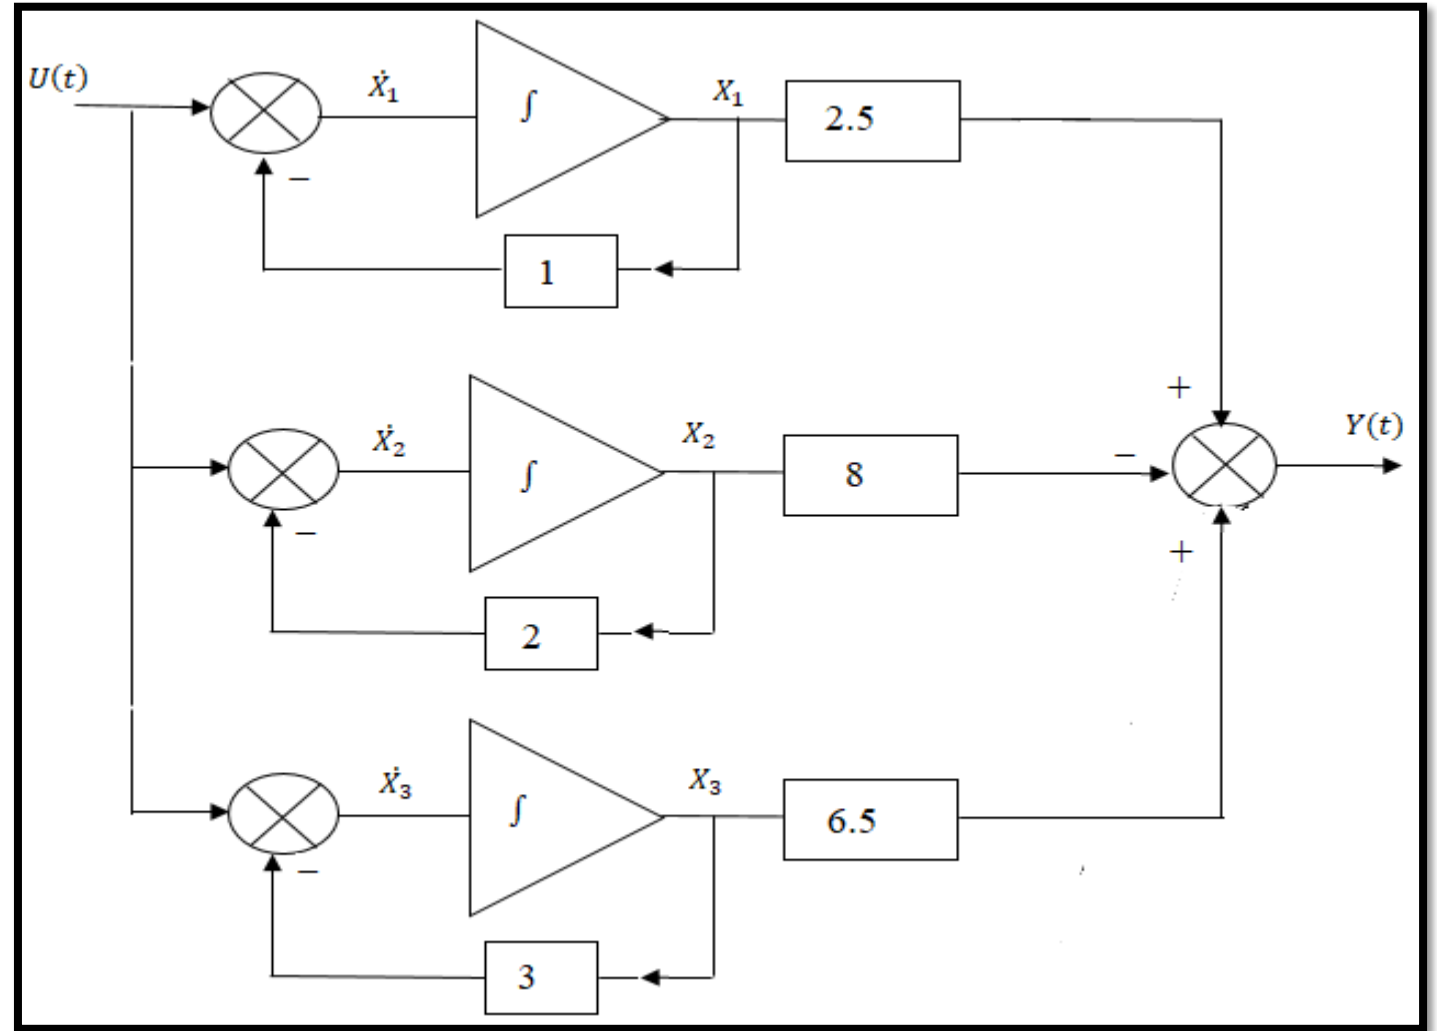 U(t)
Ẋ₁
∫
X₁
2.5
−
1
+
Ẋ₂
∫
X₂
8
−
Y(t)
−
2
+
Ẋ₃
∫
X₃
6.5
−
3